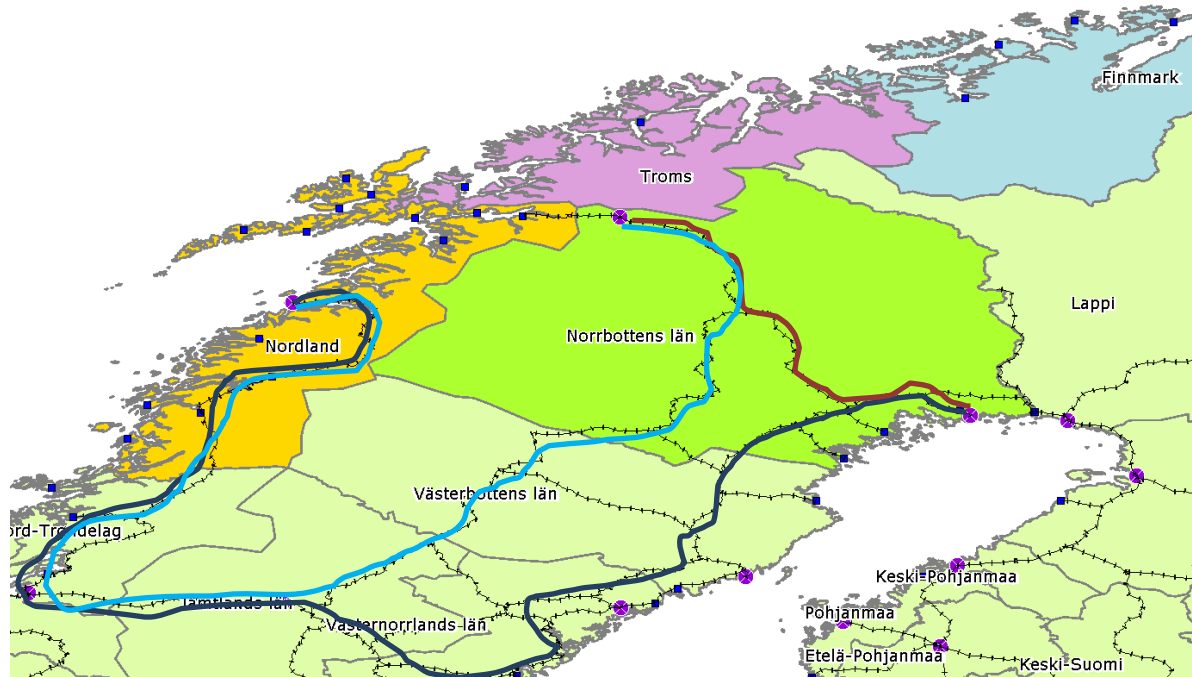 Finnmark
Troms
Lappi
Norrbottens län
Nordland
Västerbottens län
ord-Trøndelag
Keski-Pohjanmaa
Jämtlands län
Pohjanmaa
Västernorrlands län
Etelä-Pohjanmaa
Keski-Suomi